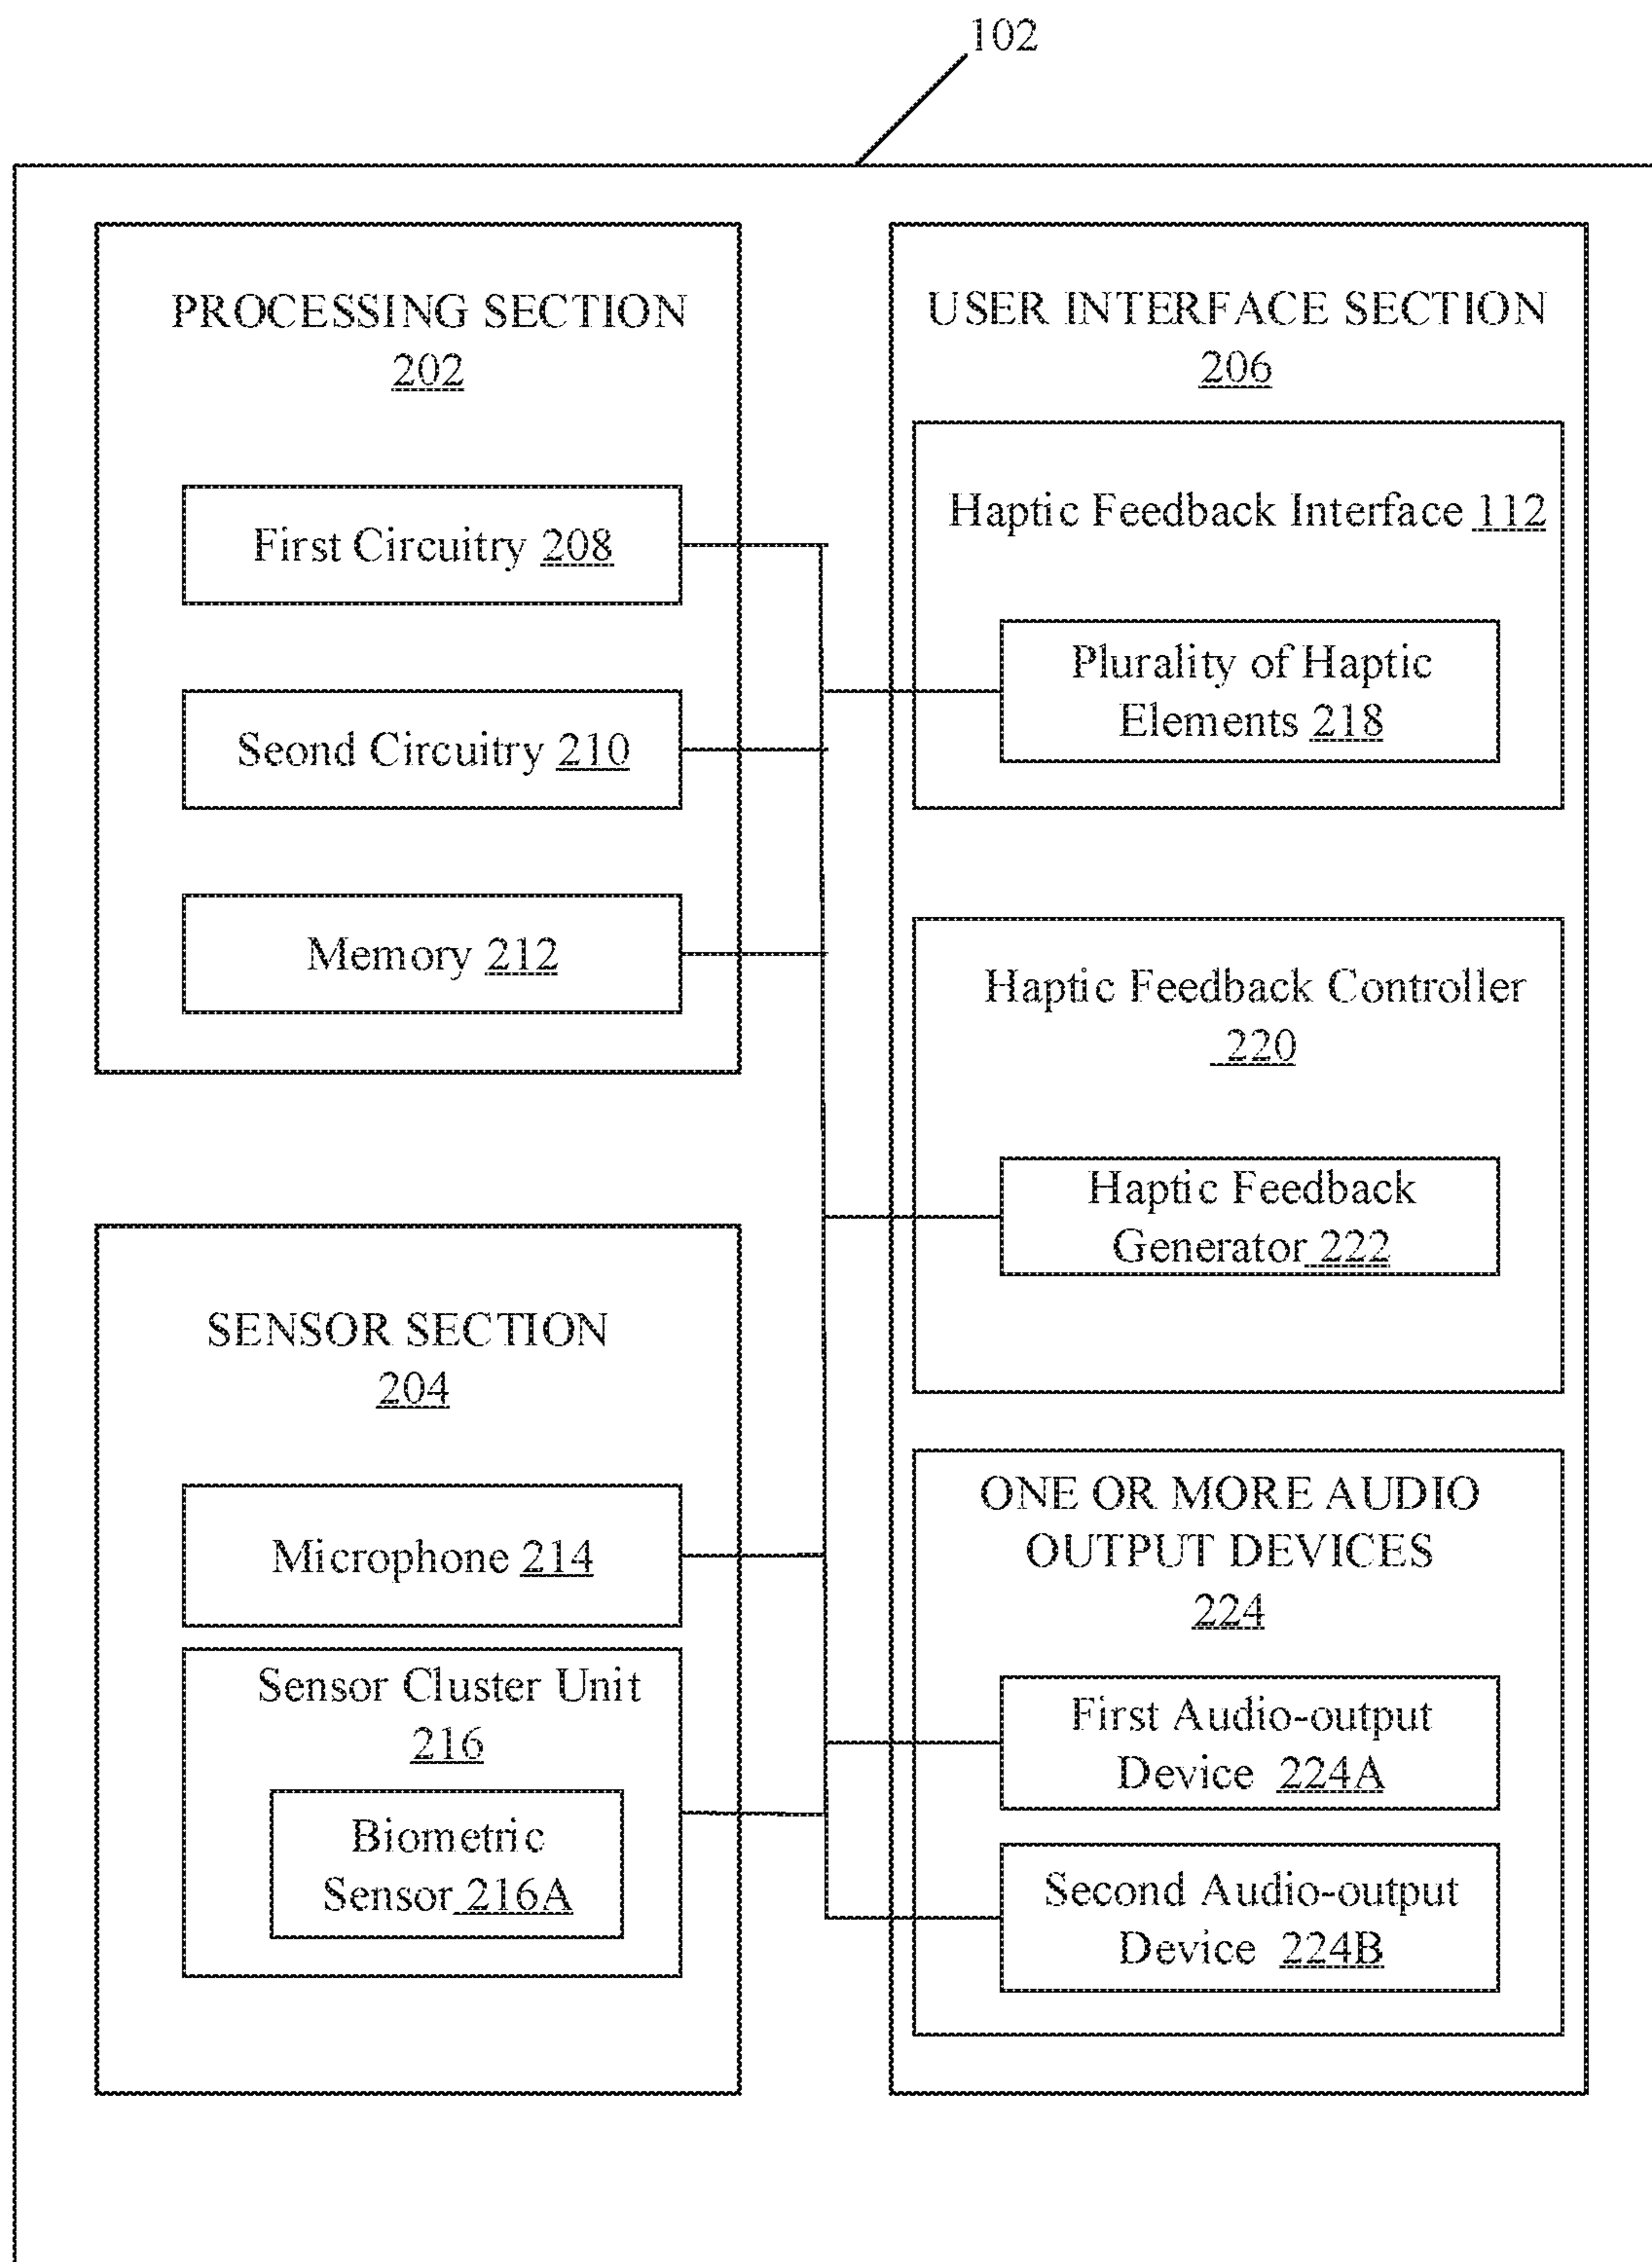 102
PROCESSING SECTION
202
First Circuitry 208
Seond Circuitry 210
Memory 212
SENSOR SECTION
204
Microphone 214
Sensor Cluster Unit
216
Biometric
Sensor 216A
USER INTERFACE SECTION
206
Haptic Feedback Interface 112
Plurality of Haptic
Elements 218
Haptic Feedback Controller
220
Haptic Feedback
Generator 222
ONE OR MORE AUDIO
OUTPUT DEVICES
224
First Audio-output
Device 224A
Second Audio-output
Device 224B